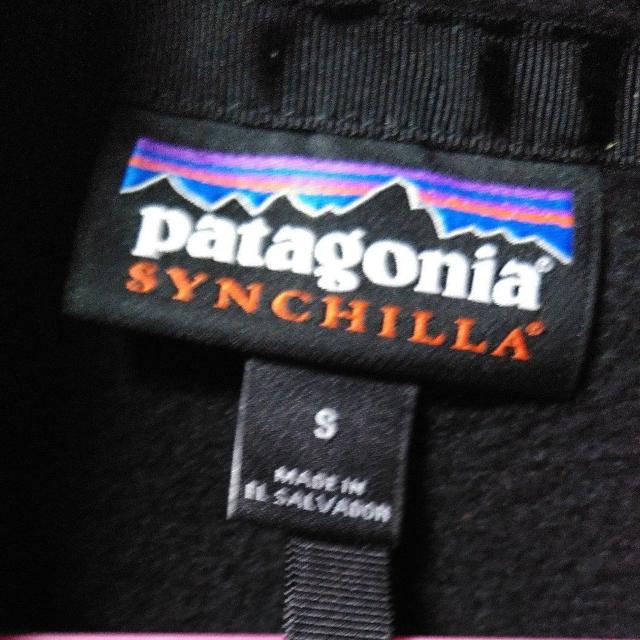 patagonia®
SYNCHILLA®
S
MADE IN
EL SALVADOR